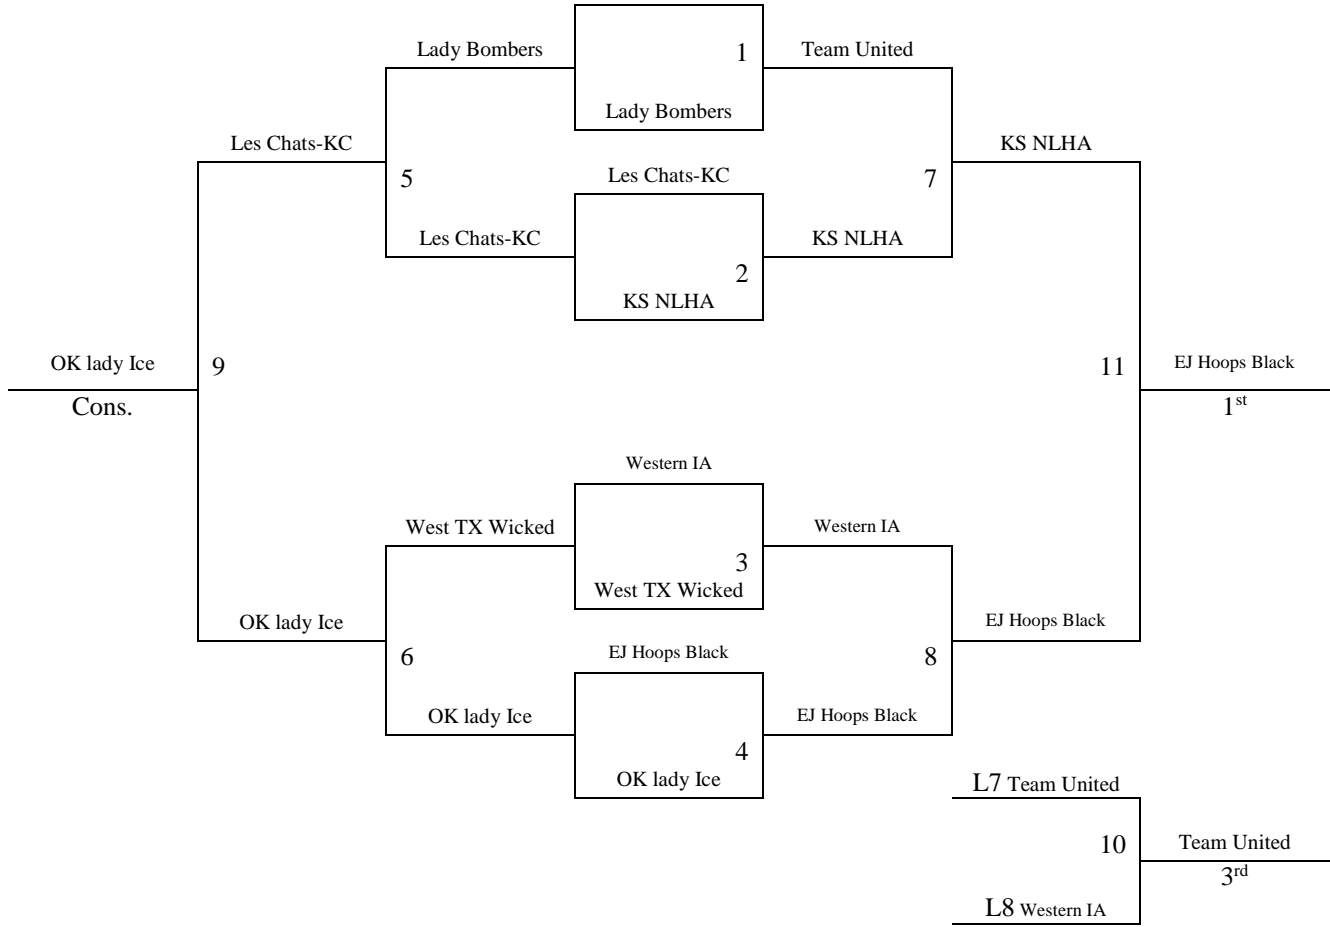 Lady Bombers
1
Team United
Lady Bombers
Les Chats-KC
KS NLHA
5
Les Chats-KC
7
Les Chats-KC
KS NLHA
2
KS NLHA
OK lady Ice
9
11
EJ Hoops Black
Cons.
1st
Western IA
West TX Wicked
Western IA
3
West TX Wicked
OK lady Ice
EJ Hoops Black
6
EJ Hoops Black
8
OK lady Ice
EJ Hoops Black
4
OK lady Ice
L7 Team United
10
Team United
3rd
L8 Western IA